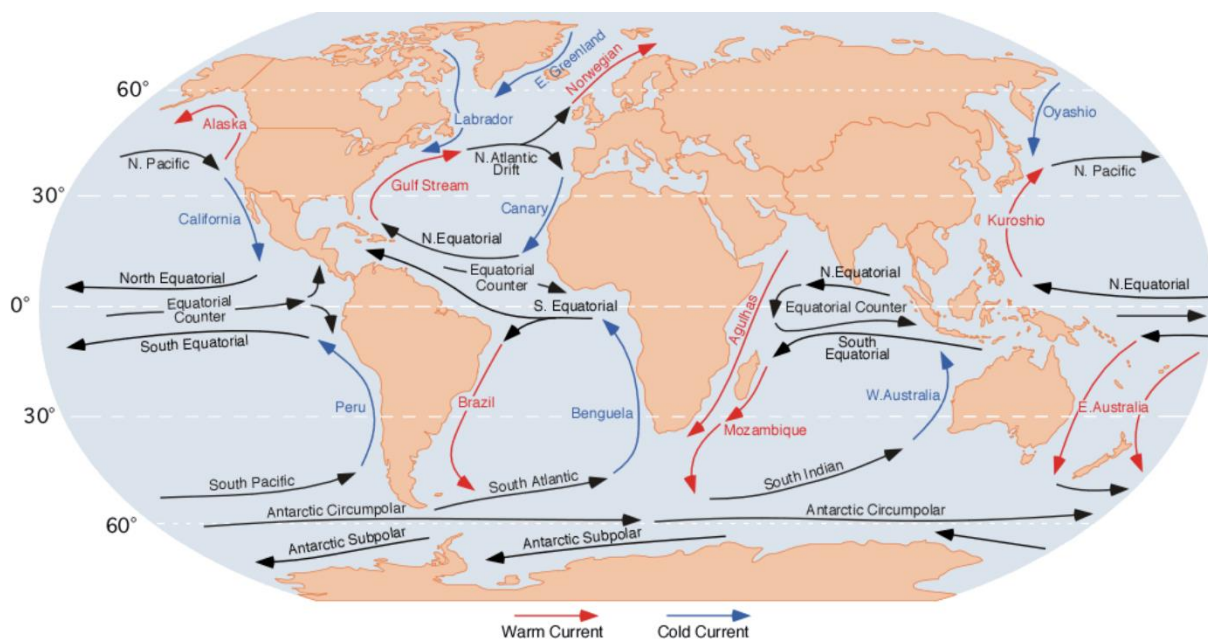 E. Greenland
Norwegian
60°
Labrador
Oyashio
Alaska
N. Pacific
N. Atlantic
Drift
N. Pacific
Gulf Stream
30°
California
Canary
Kuroshio
N.Equatorial
North Equatorial
Equatorial
Counter
N.Equatorial
N.Equatorial
0°
Equatorial
Counter
S. Equatorial
Agulhas
Equatorial Counter
South Equatorial
South
Equatorial
Peru
Brazil
Benguela
W.Australia
E.Australia
30°
Mozambique
South Pacific
South Atlantic
South Indian
Antarctic Circumpolar
Antarctic Circumpolar
60°
Antarctic Subpolar
Antarctic Subpolar
Warm Current
Cold Current